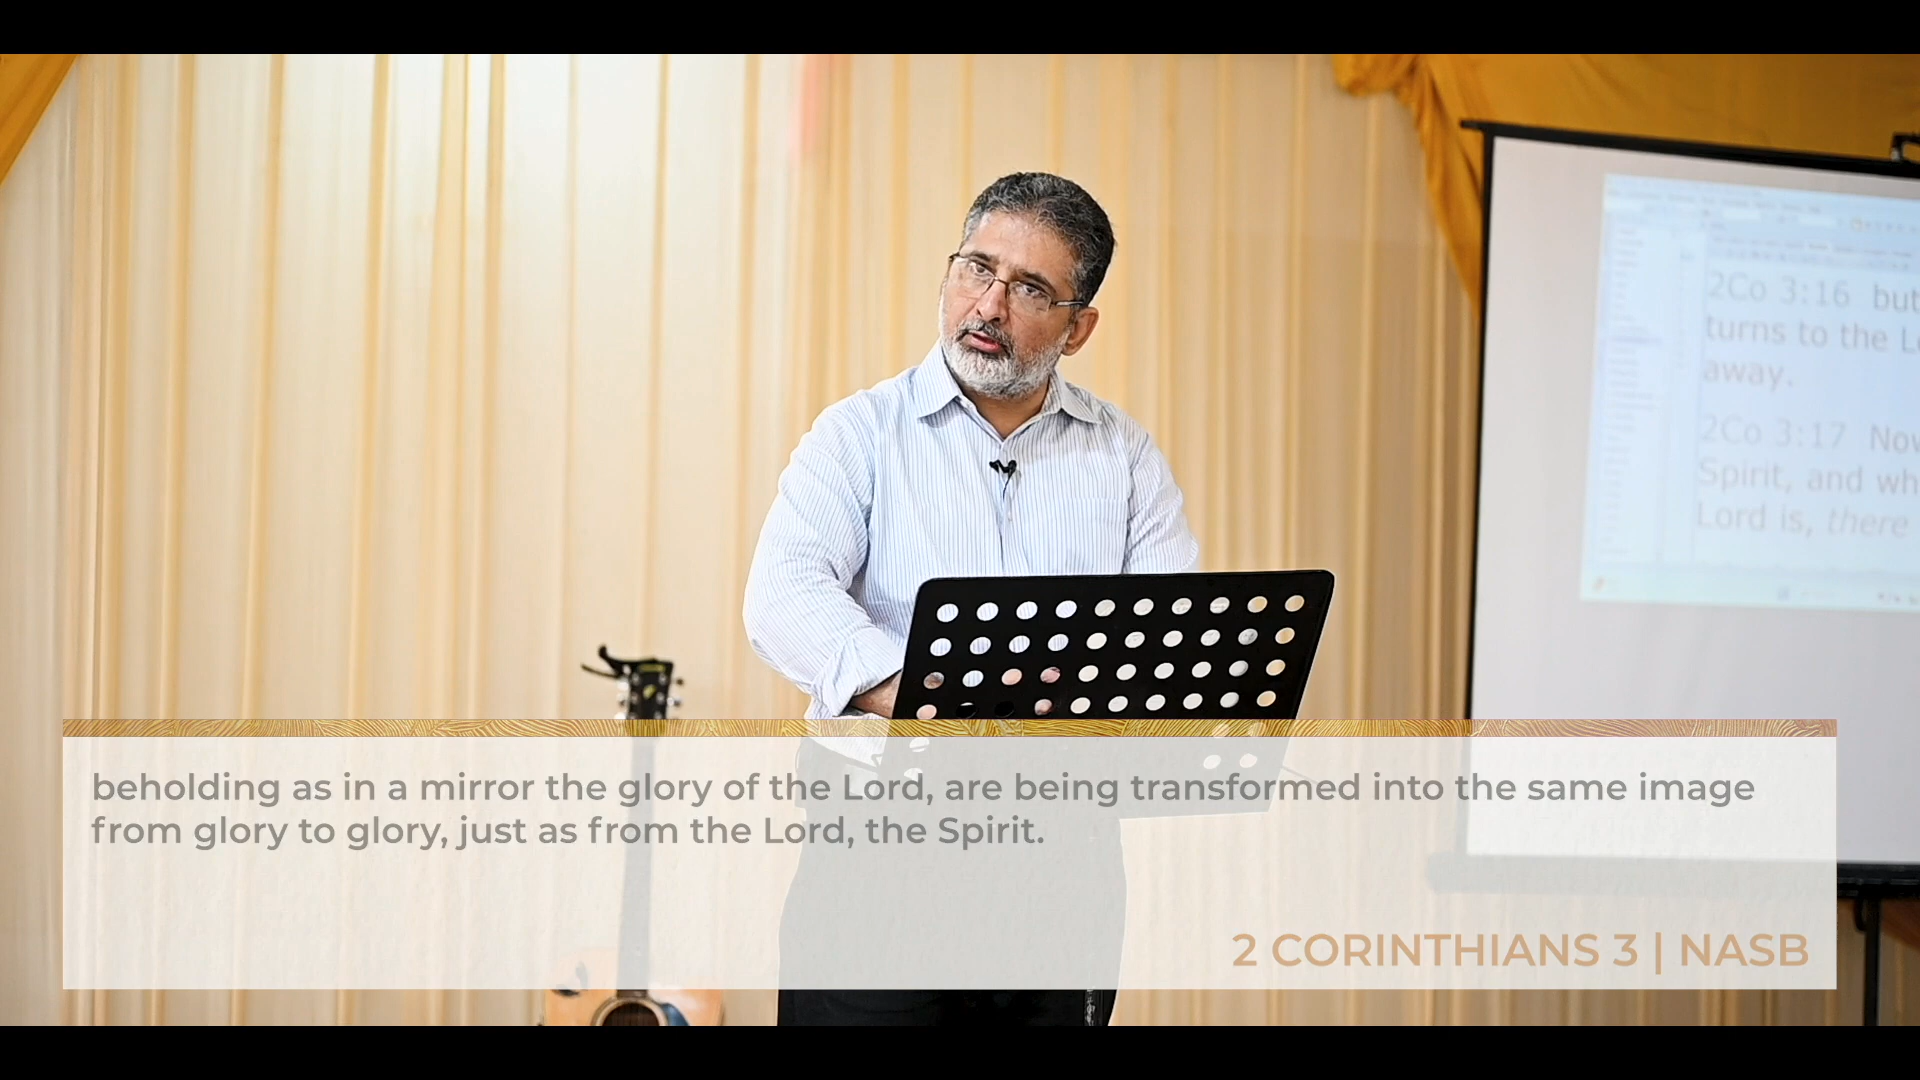 2Co 3:16 but
turns to the L
away.
2Co 3:17 Now
Spirit, and wh
Lord is, there
beholding as in a mirror the glory of the Lord, are being transformed into the same image
from glory to glory, just as from the Lord, the Spirit.
2 CORINTHIANS 3 | NASB